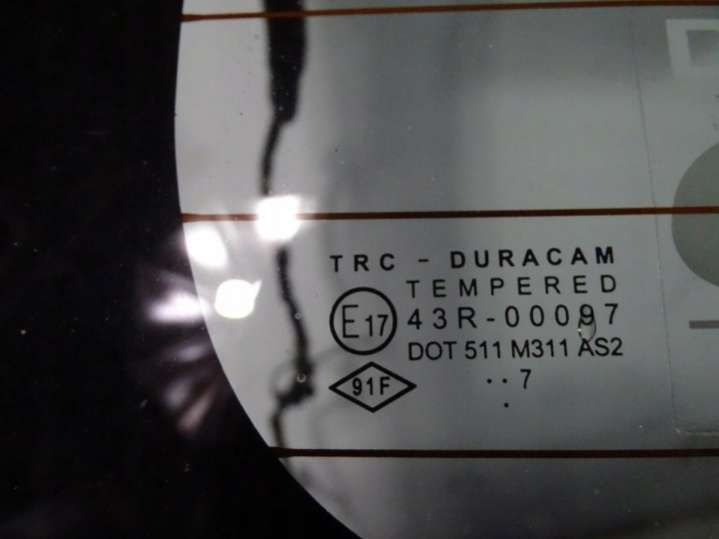 TRC - DURACAM
TEMPERED
E17 43R-00097
DOT 511 M311 AS2
91F ..7
.